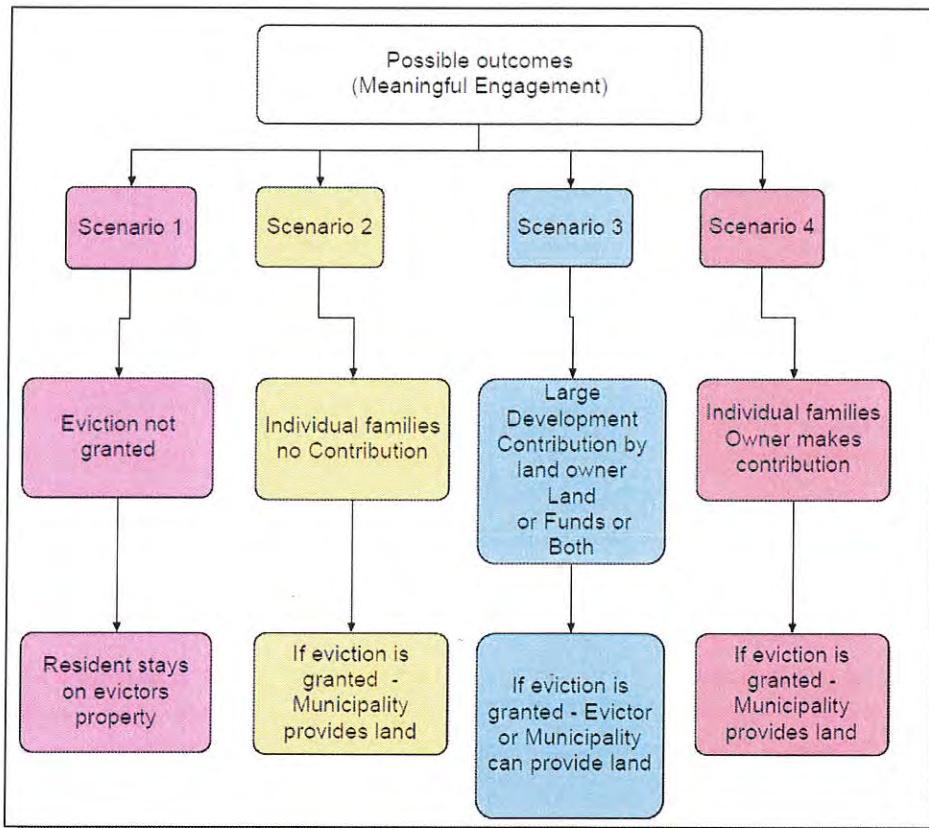 Possible outcomes
(Meaningful Engagement)
Scenario 1
Scenario 2
Scenario 3
Scenario 4
Eviction not
granted
Individual families
no Contribution
Large
Development
Contribution by
land owner
Land
or Funds or
Both
Individual families
Owner makes
contribution
Resident stays
on evictors
property
If eviction is
granted -
Municipality
provides land
If eviction is
granted - Evictor
or Municipality
can provide land
If eviction is
granted -
Municipality
provides land